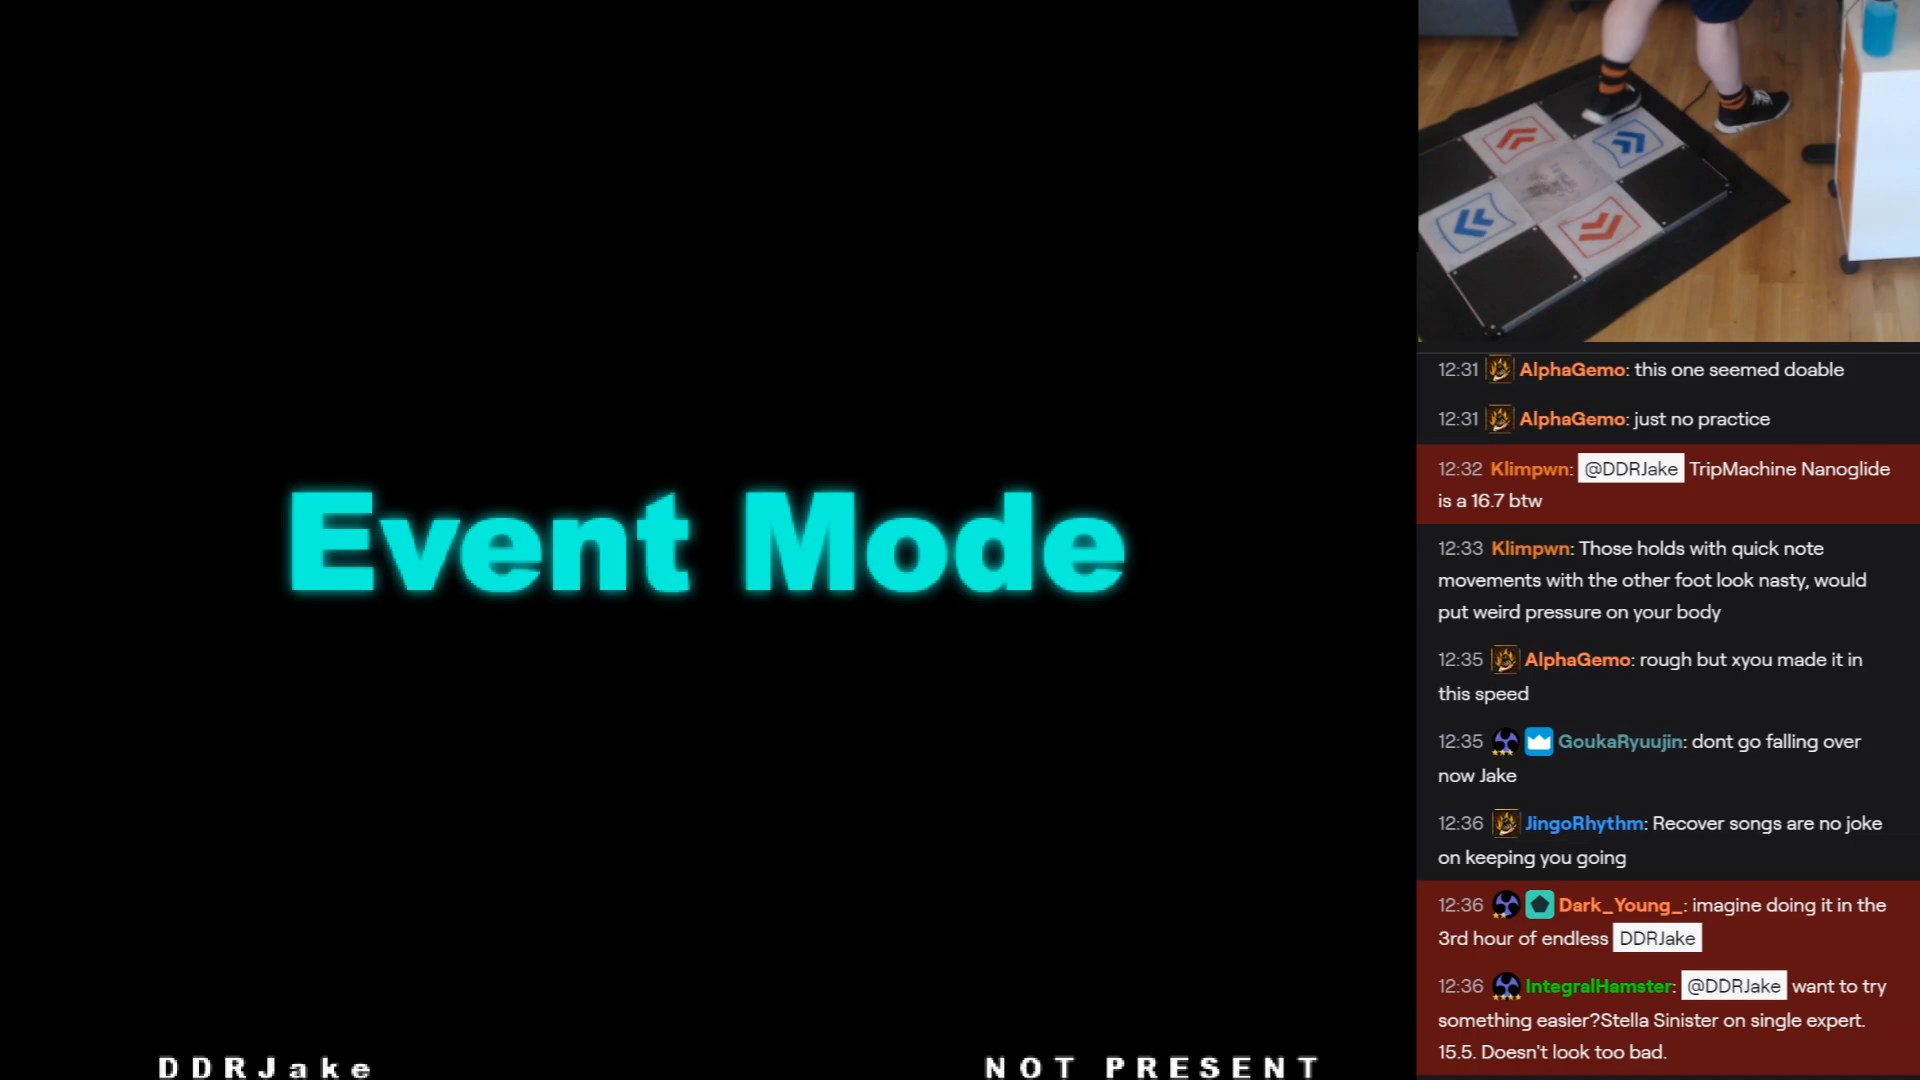 Event Mode
DDRJake
NOT PRESENT
12:31 AlphaGemo: this one seemed doable
12:31 AlphaGemo: just no practice
12:32 Klimpwn: @DDRJake TripMachine Nanoglide
is a 16.7 btw
12:33 Klimpwn: Those holds with quick note
movements with the other foot look nasty, would
put weird pressure on your body
12:35 AlphaGemo: rough but xyou made it in
this speed
12:35 GoukaRyuujin: dont go falling over
now Jake
12:36 JingoRhythm: Recover songs are no joke
on keeping you going
12:36 Dark_Young_: imagine doing it in the
3rd hour of endless DDRJake
12:36 IntegralHamster: @DDRJake want to try
something easier?Stella Sinister on single expert.
15.5. Doesn't look too bad.